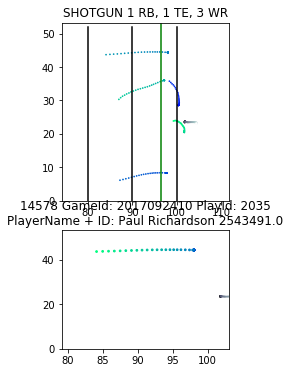 SHOTGUN 1 RB, 1 TE, 3 WR
50
40
30
20
10
0
80 90 100 110
14578 GameId: 2017092410 PlayId: 2035
PlayerName + ID: Paul Richardson 2543491.0
40
20
0
80 85 90 95 100